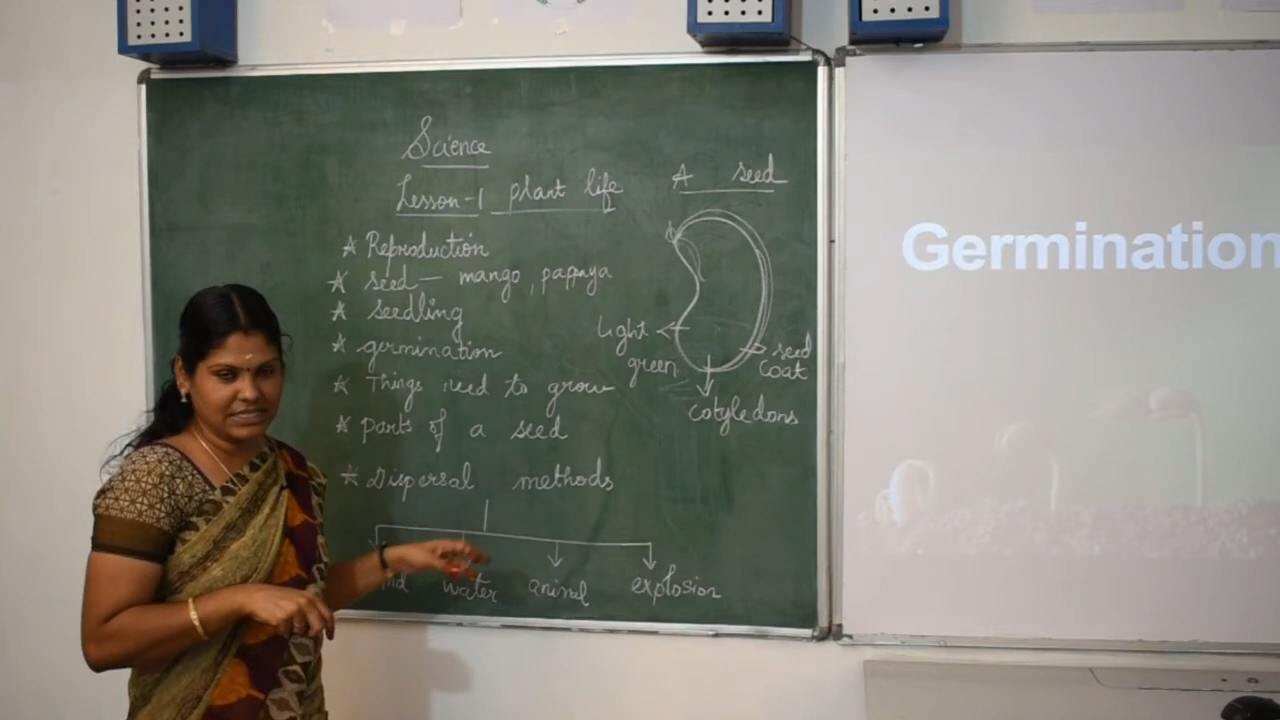 Science
Lesson-1 plant life
☆ Reproduction
☆ seed — mango, papaya
☆ seedling
☆ germination
☆ Things need to grow
☆ parts of a seed
☆ Dispersal methods
water animal explosion
A seed
Light green
seed coat
cotyledons
Germination